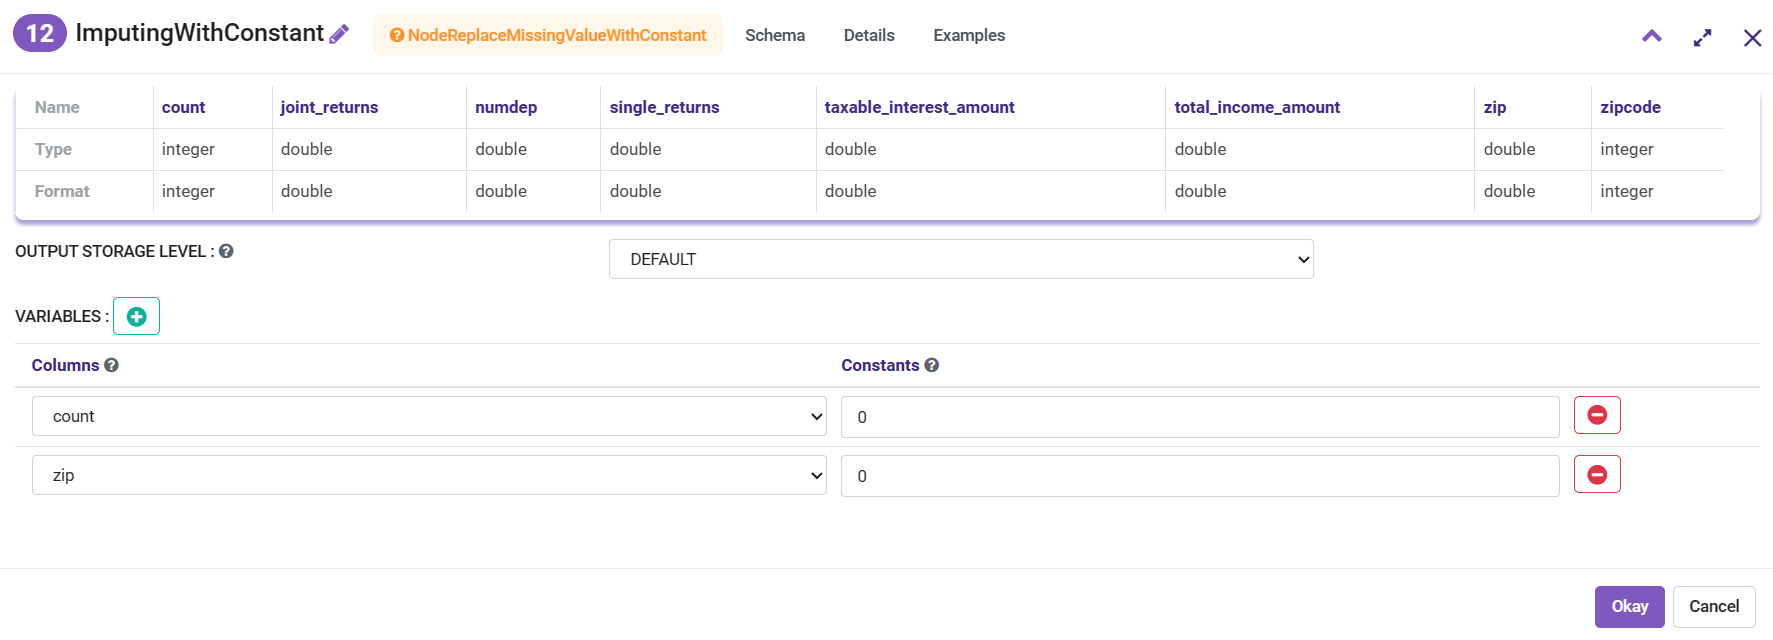 12 ImputingWithConstant NodeReplaceMissingValueWithConstant Schema Details Examples
Name count joint_returns numdep single_returns taxable_interest_amount total_income_amount zip zipcode
Type integer double double double double double double integer
Format integer double double double double double double integer
OUTPUT STORAGE LEVEL : DEFAULT
VARIABLES :
Columns Constants
count 0
zip 0
Okay Cancel